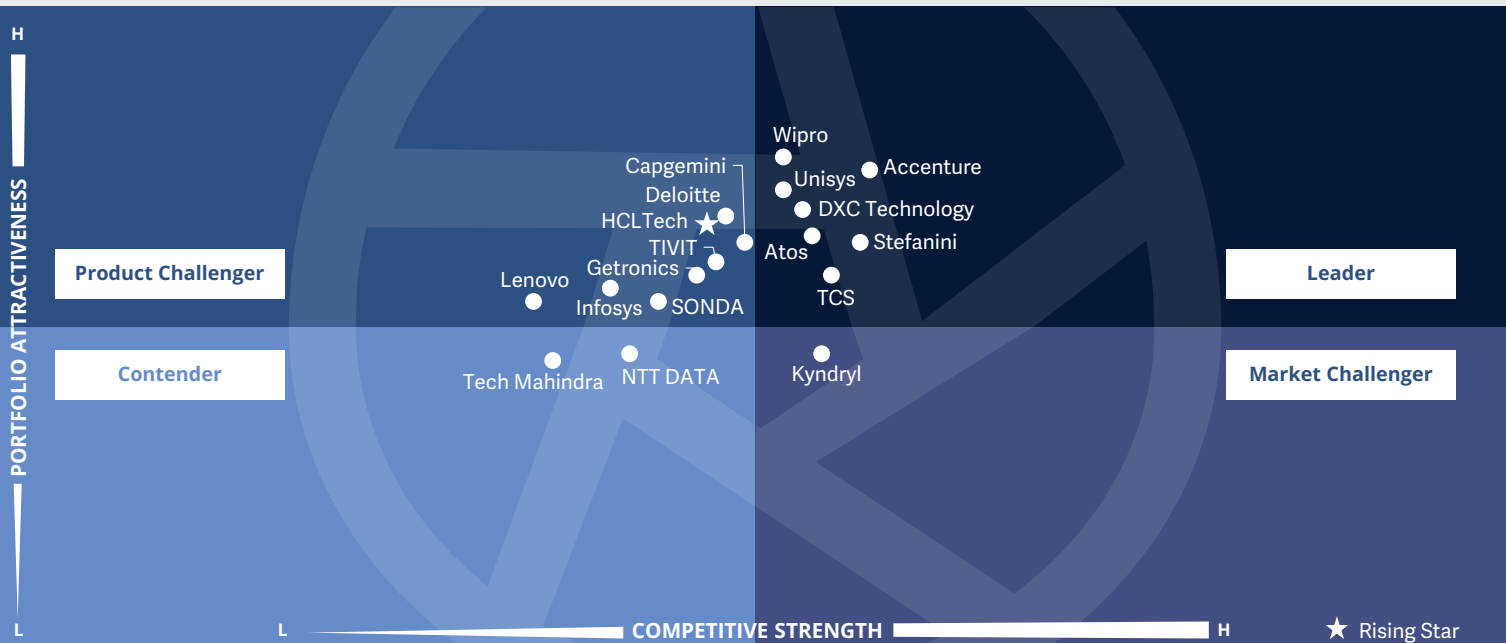 H
Wipro
Capgemini
Accenture
Unisys
Deloitte
DXC Technology
HCLTech
Stefanini
TIVIT
Atos
Getronics
Product Challenger
Leader
Lenovo
TCS
Infosys
SONDA
PORTFOLIO ATTRACTIVENESS
Contender
Market Challenger
Tech Mahindra
NTT DATA
Kyndryl
L
L
COMPETITIVE STRENGTH
H
Rising Star